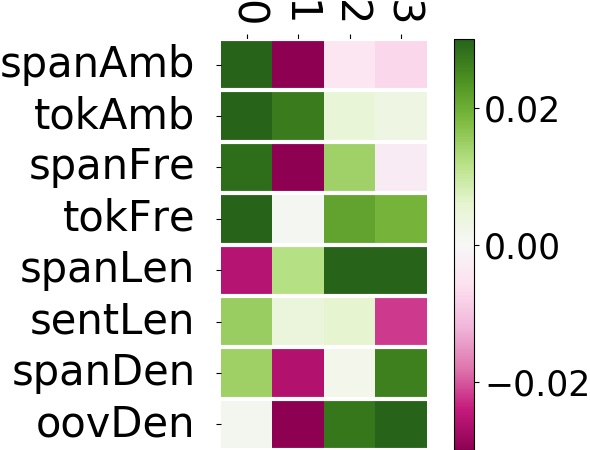 0 1 2 3
spanAmb
tokAmb
spanFre
tokFre
spanLen
sentLen
spanDen
oovDen
0.02
0.00
−0.02